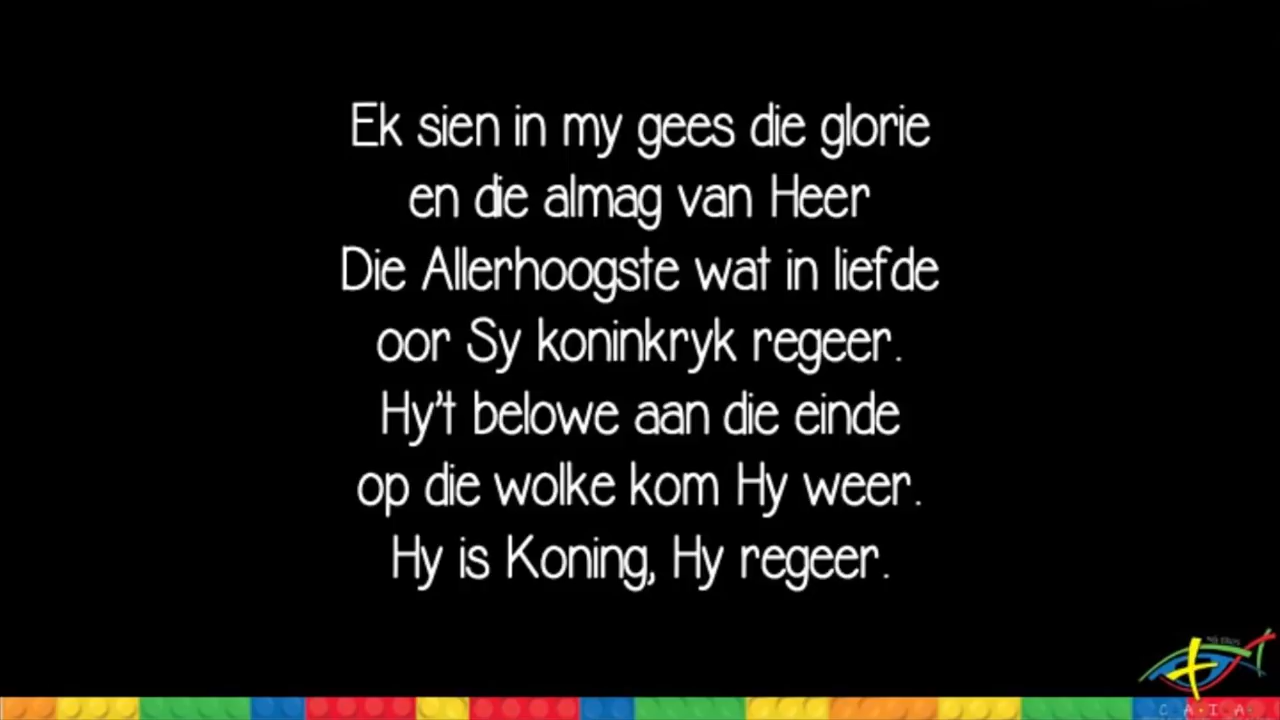 Ek sien in my gees die glorie
en die almag van Heer
Die Allerhoogste wat in liefde
oor Sy koninkryk regeer.
Hy't belowe aan die einde
op die wolke kom Hy weer.
Hy is Koning, Hy regeer.
C A I A